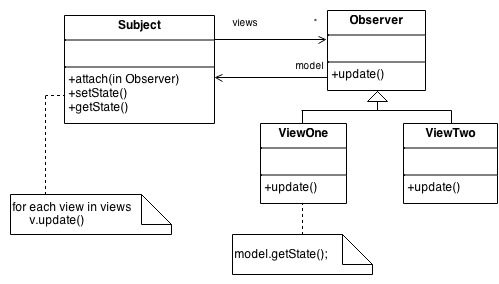 Subject
views
*
Observer
model
+attach(in Observer)
+setState()
+getState()
+update()
ViewOne
ViewTwo
+update()
+update()
for each view in views
v.update()
model.getState();